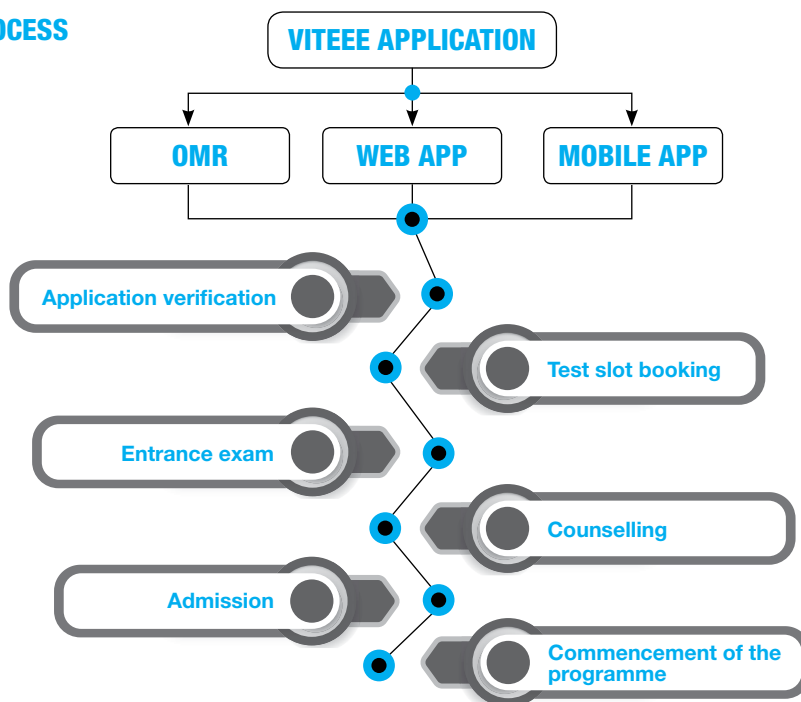 OCESS
VITEEE APPLICATION
OMR
WEB APP
MOBILE APP
Application verification
Test slot booking
Entrance exam
Counselling
Admission
Commencement of the
programme